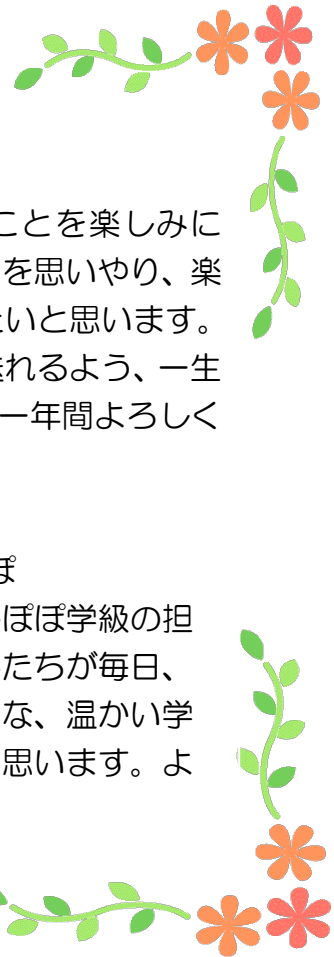 ことを楽しみに
を思いやり、楽
たいと思います。
送れるよう、一生
一年間よろしく
ぽ
ぽぽ学級の担
たちが毎日、
な、温かい学
思います。よ